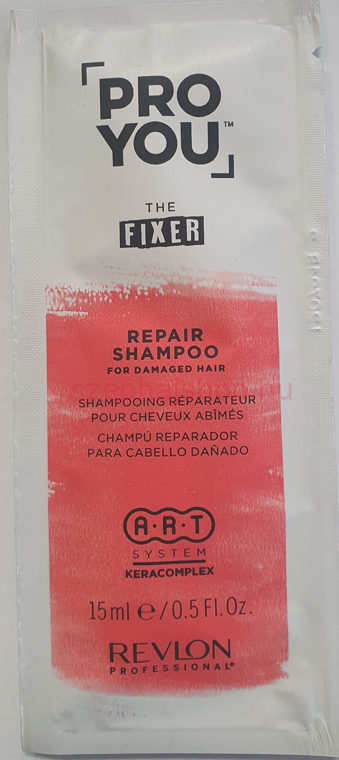 PRO
YOU™
THE
FIXER
REPAIR
SHAMPOO
FOR DAMAGED HAIR
SHAMPOOING RÉPARATEUR
POUR CHEVEUX ABÎMÉS
CHAMPÚ REPARADOR
PARA CABELLO DAÑADO
A·R·T
SYSTEM
KERACOMPLEX
15ml e/0.5 Fl.Oz.
REVLON
PROFESSIONAL®